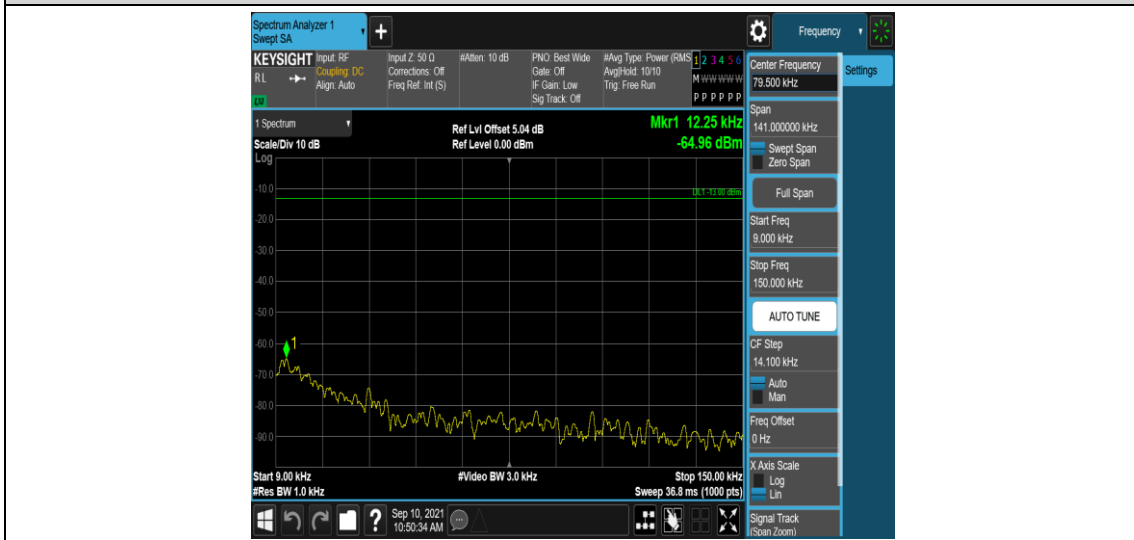 Spectrum Analyzer 1
Swept SA
+
Frequency
KEYSIGHT
RL
Input: RF
Coupling: DC
Align: Auto
Input Z: 50 Ω
Corrections: Off
Freq Ref: Int (S)
#Atten: 10 dB
PNO: Best Wide
Gate: Off
IF Gain: Low
Sig Track: Off
#Avg Type: Power (RMS
Avg|Hold: 10/10
Trig: Free Run
1 2 3 4 5 6
M W W W W W
P P P P P P
1 Spectrum
Scale/Div 10 dB
Ref Lvl Offset 5.04 dB
Ref Level 0.00 dBm
Mkr1 12.25 kHz
-64.96 dBm
Log
DL1 -13.00 dBm
-10.0
-20.0
-30.0
-40.0
-50.0
-60.0
-70.0
-80.0
-90.0
1
Start 9.00 kHz
#Res BW 1.0 kHz
#Video BW 3.0 kHz
Stop 150.00 kHz
Sweep 36.8 ms (1000 pts)
Center Frequency
79.500 kHz
Settings
Span
141.000000 kHz
Swept Span
Zero Span
Full Span
Start Freq
9.000 kHz
Stop Freq
150.000 kHz
AUTO TUNE
CF Step
14.100 kHz
Auto
Man
Freq Offset
0 Hz
X Axis Scale
Log
Lin
Signal Track
(Span Zoom)
?
Sep 10, 2021
10:50:34 AM